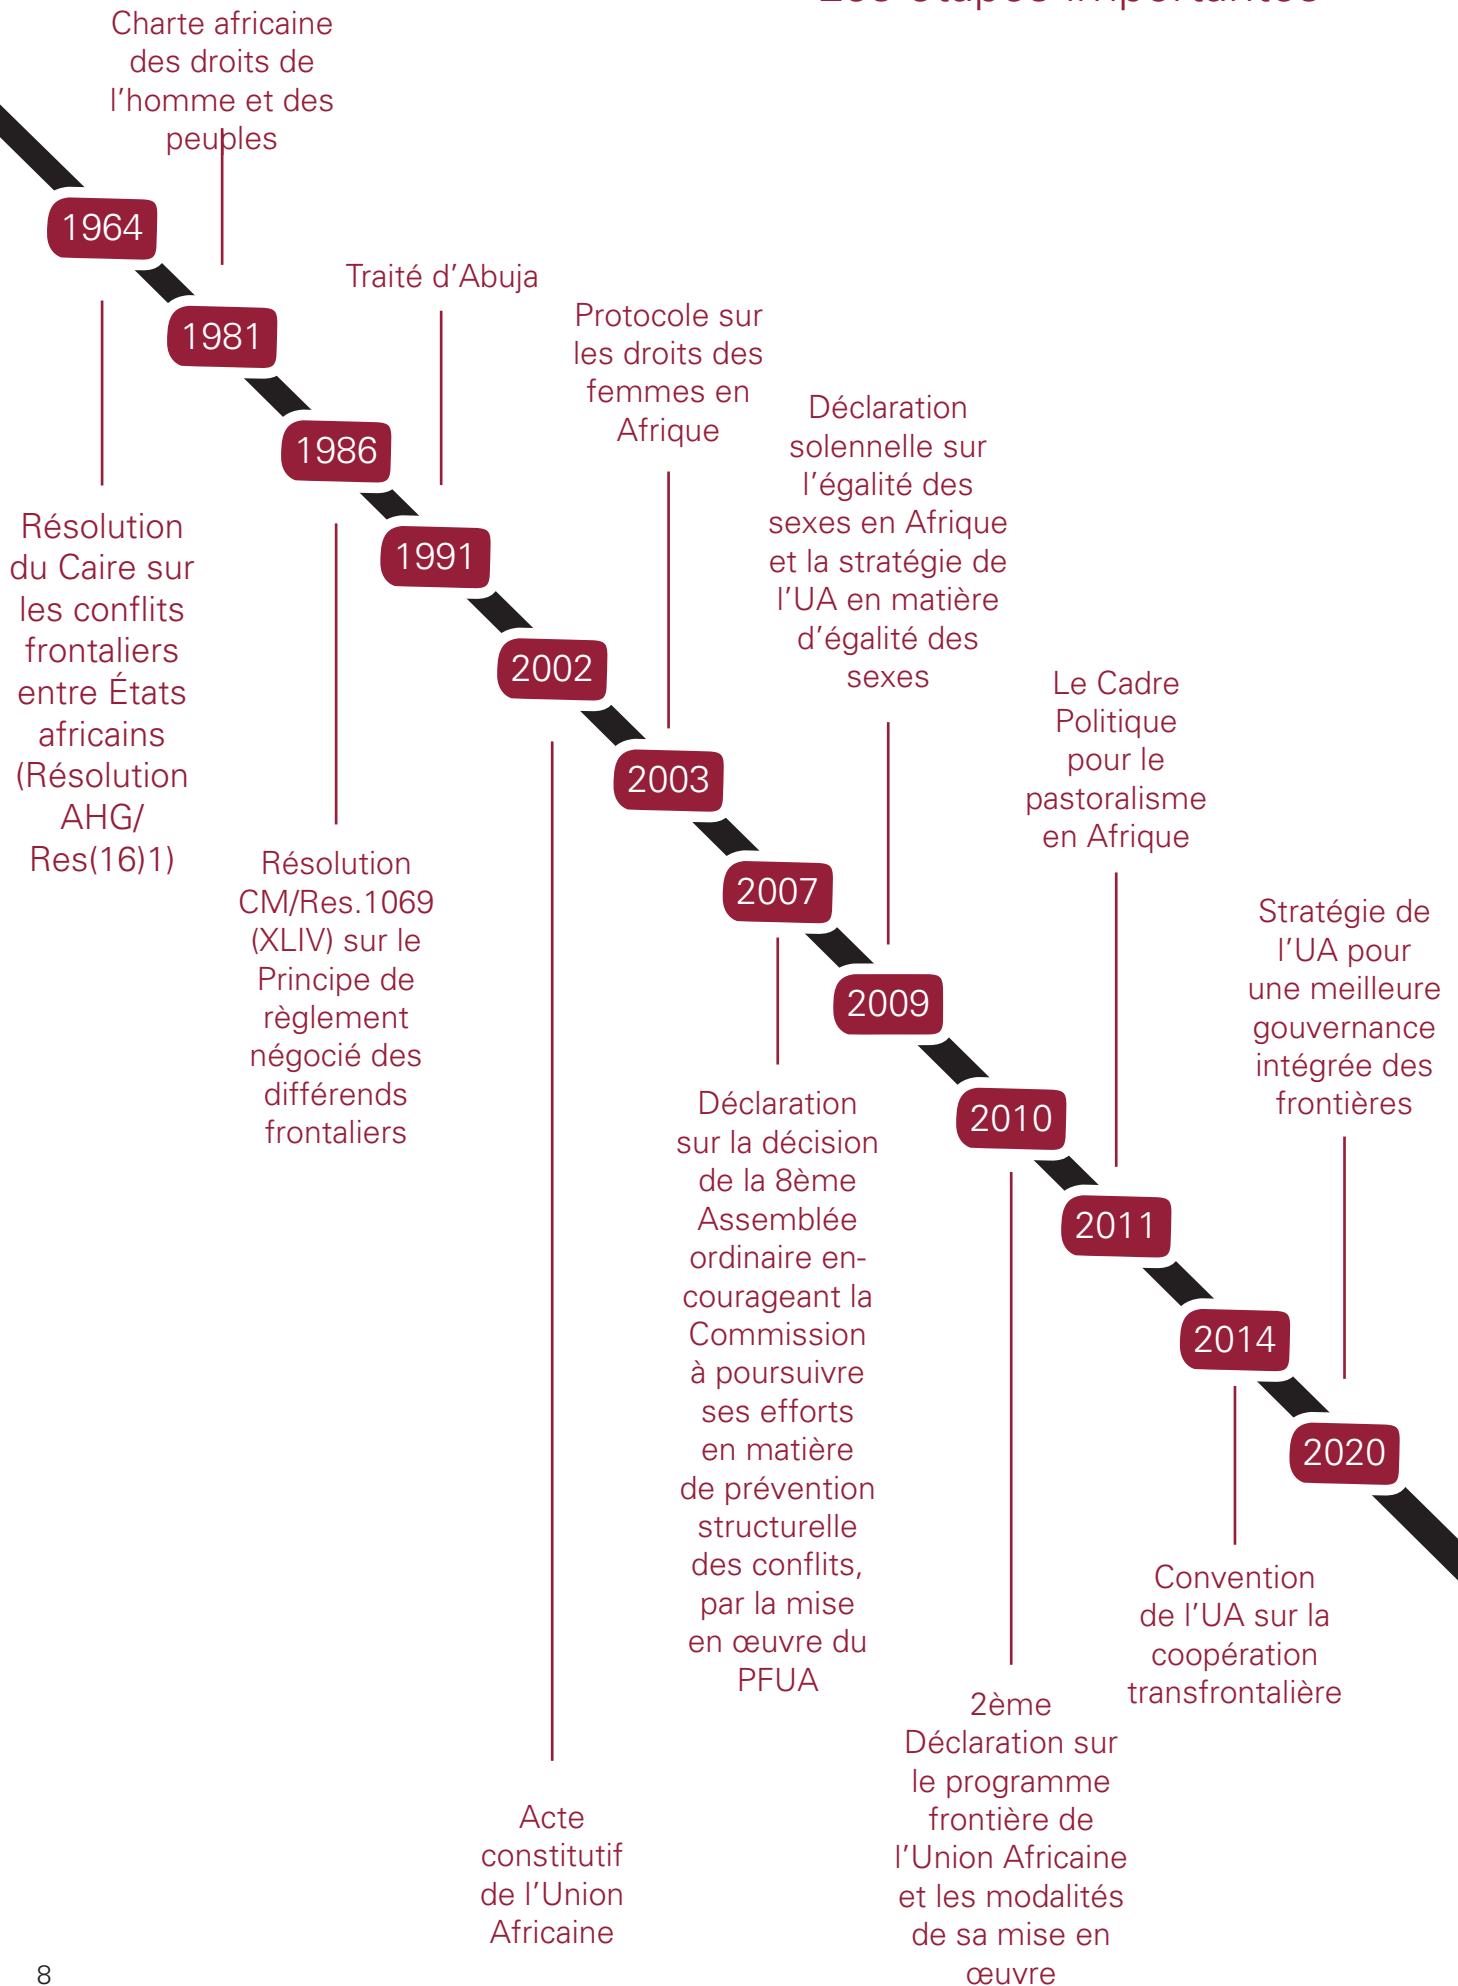 Les étapes importantes
Charte africaine
des droits de
l'homme et des
peuples
1964
Résolution
du Caire sur
les conflits
frontaliers
entre États
africains
(Résolution
AHG/
Res(16)1)
1981
1986
Résolution
CM/Res.1069
(XLIV) sur le
Principe de
règlement
négocié des
différends
frontaliers
Traité d'Abuja
1991
2002
Acte
constitutif
de l'Union
Africaine
Protocole sur
les droits des
femmes en
Afrique
2003
2007
Déclaration
sur la décision
de la 8ème
Assemblée
ordinaire en-
courageant la
Commission
à poursuivre
ses efforts
en matière
de prévention
structurelle
des conflits,
par la mise
en œuvre du
PFUA
Déclaration
solennelle sur
l'égalité des
sexes en Afrique
et la stratégie de
l'UA en matière
d'égalité des
sexes
2009
2010
2ème
Déclaration sur
le programme
frontière de
l'Union Africaine
et les modalités
de sa mise en
œuvre
Le Cadre
Politique
pour le
pastoralisme
en Afrique
2011
2014
Convention
de l'UA sur la
coopération
transfrontalière
Stratégie de
l'UA pour
une meilleure
gouvernance
intégrée des
frontières
2020
8